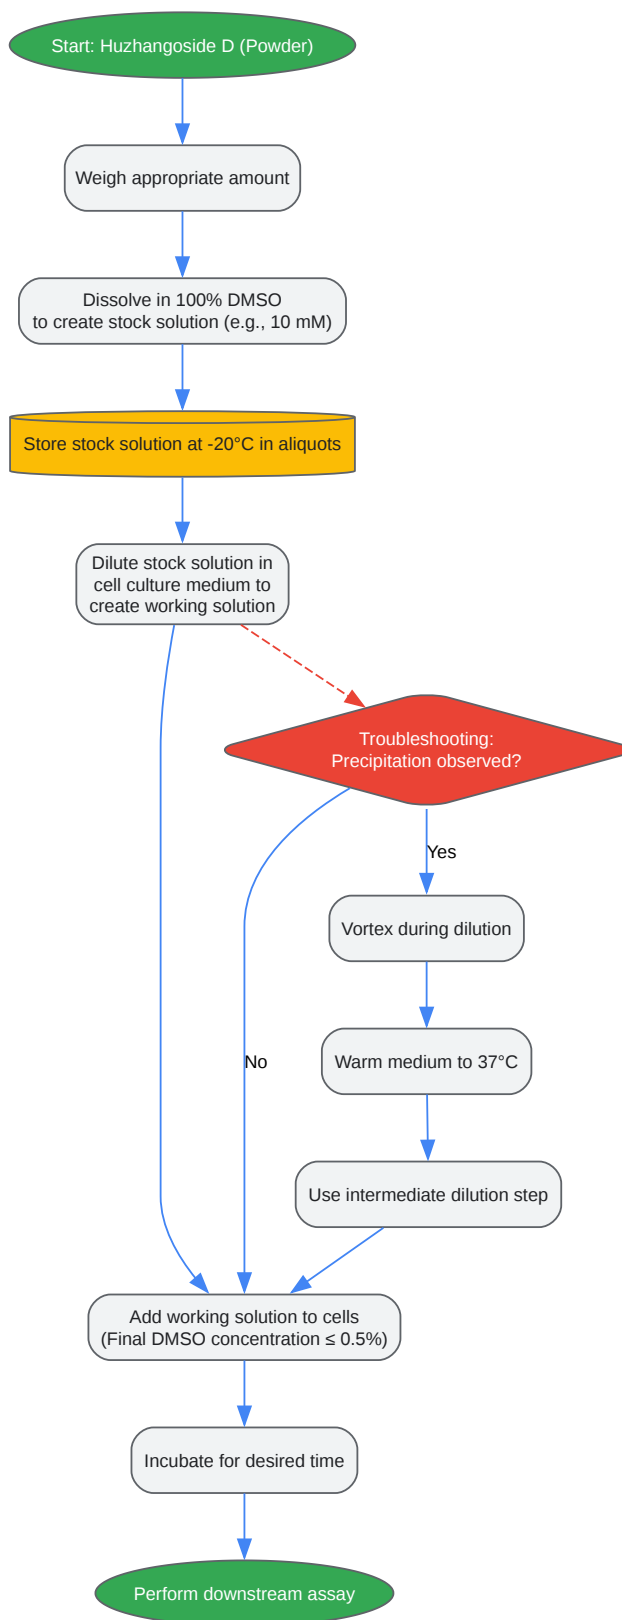 Start: Huzhangoside D (Powder)
Weigh appropriate amount
Dissolve in 100% DMSO
to create stock solution (e.g., 10 mM)
Store stock solution at -20°C in aliquots
Dilute stock solution in
cell culture medium to
create working solution
Troubleshooting:
Precipitation observed?
Yes
Vortex during dilution
Warm medium to 37°C
No
Use intermediate dilution step
Add working solution to cells
(Final DMSO concentration ≤ 0.5%)
Incubate for desired time
Perform downstream assay